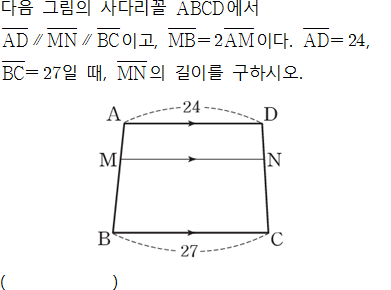 다음 그림의 사다리꼴 ABCD에서
AD∥MN∥BC이고, MB=2AM이다. AD=24,
BC=27일 때, MN의 길이를 구하시오.
24
A D
M N
B C
27
( )